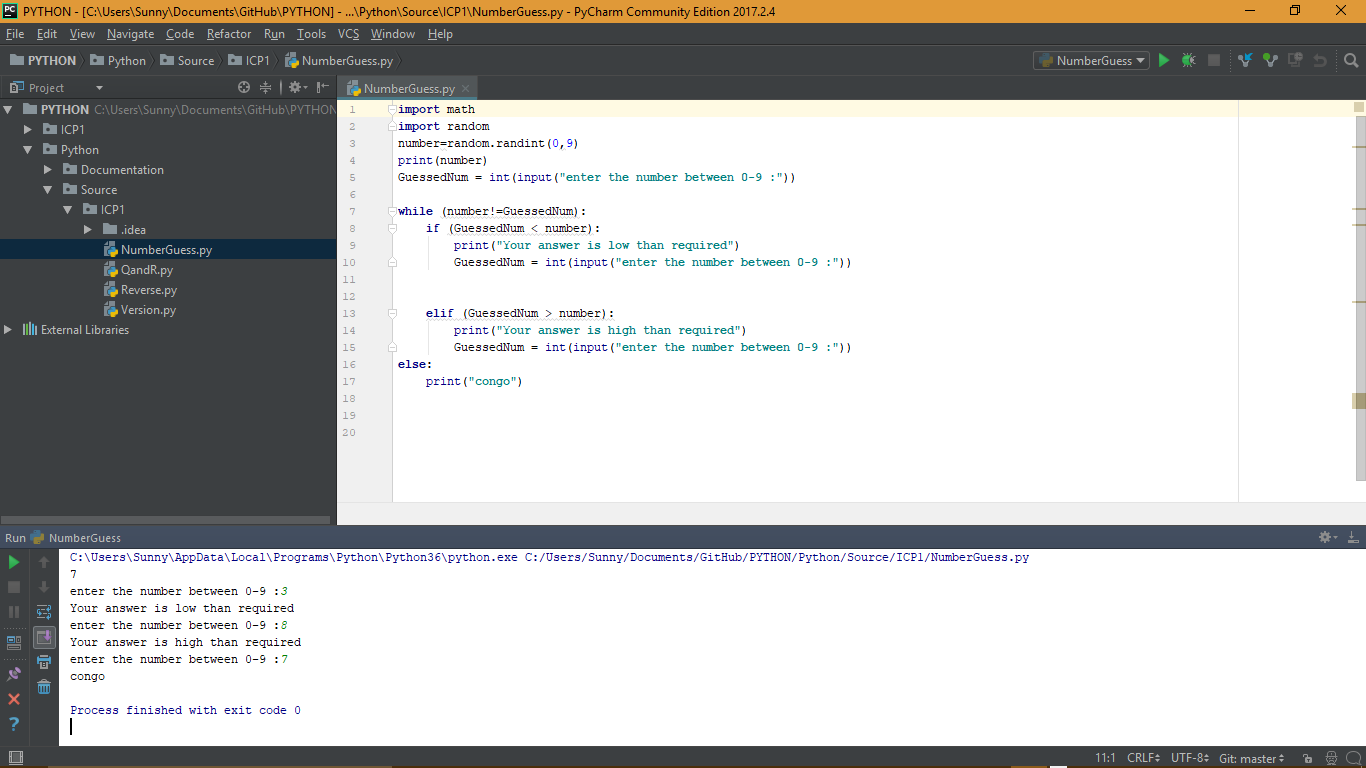 PYTHON - [C:\Users\Sunny\Documents\GitHub\PYTHON] - ...\Python\Source\ICP1\NumberGuess.py - PyCharm Community Edition 2017.2.4
File Edit View Navigate Code Refactor Run Tools VCS Window Help
PYTHON Python Source ICP1 NumberGuess.py NumberGuess
Project NumberGuess.py
PYTHON C:\Users\Sunny\Documents\GitHub\PYTHON
ICP1
Python
Documentation
Source
ICP1
.idea
NumberGuess.py
QandR.py
Reverse.py
Version.py
External Libraries
1 import math
2 import random
3 number=random.randint(0,9)
4 print(number)
5 GuessedNum = int(input("enter the number between 0-9 :"))
6
7 while (number!=GuessedNum):
8 if (GuessedNum < number):
9 print("Your answer is low than required")
10 GuessedNum = int(input("enter the number between 0-9 :"))
11
12
13 elif (GuessedNum > number):
14 print("Your answer is high than required")
15 GuessedNum = int(input("enter the number between 0-9 :"))
16 else:
17 print("congo")
18
19
20
Run NumberGuess
C:\Users\Sunny\AppData\Local\Programs\Python\Python36\python.exe C:/Users/Sunny/Documents/GitHub/PYTHON/Python/Source/ICP1/NumberGuess.py
7
enter the number between 0-9 :3
Your answer is low than required
enter the number between 0-9 :8
Your answer is high than required
enter the number between 0-9 :7
congo
Process finished with exit code 0
11:1 CRLF UTF-8 Git: master